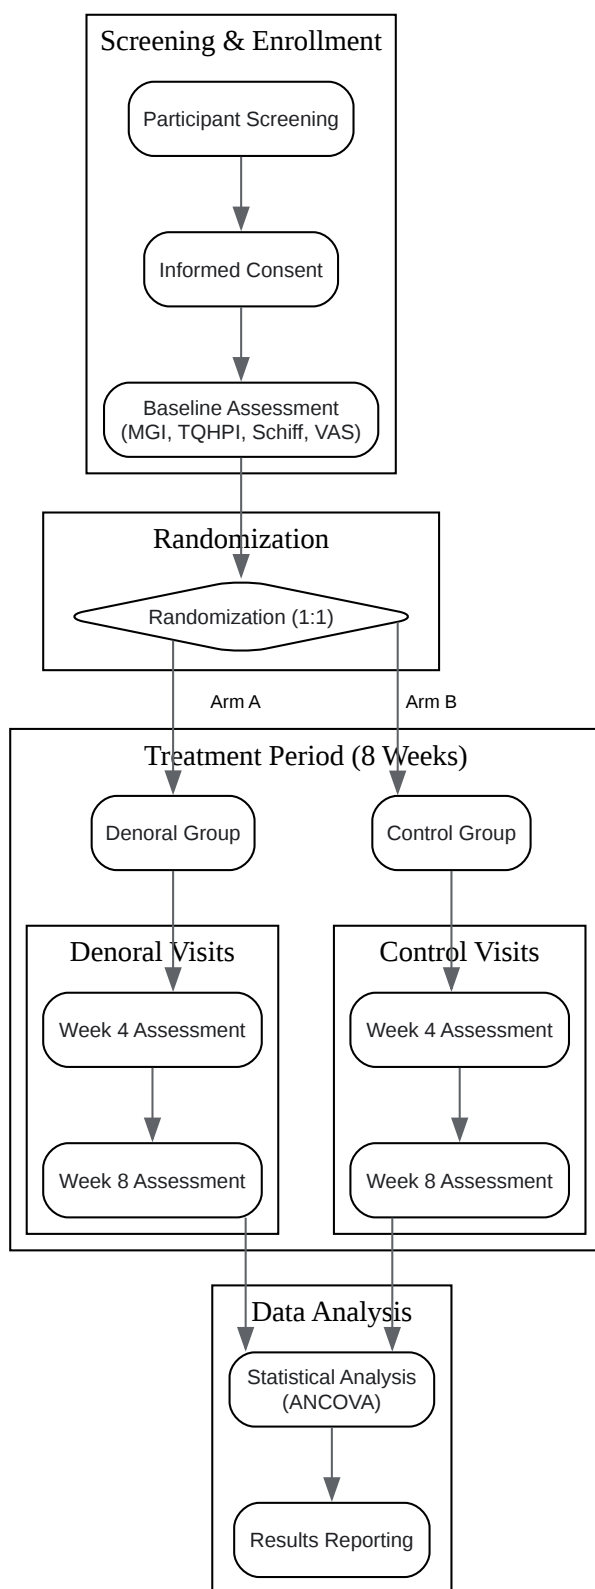 Screening & Enrollment
Participant Screening
Informed Consent
Baseline Assessment
(MGI, TQHPI, Schiff, VAS)
Randomization
Randomization (1:1)
Arm A
Arm B
Treatment Period (8 Weeks)
Denoral Group
Control Group
Denoral Visits
Control Visits
Week 4 Assessment
Week 4 Assessment
Week 8 Assessment
Week 8 Assessment
Data Analysis
Statistical Analysis
(ANCOVA)
Results Reporting